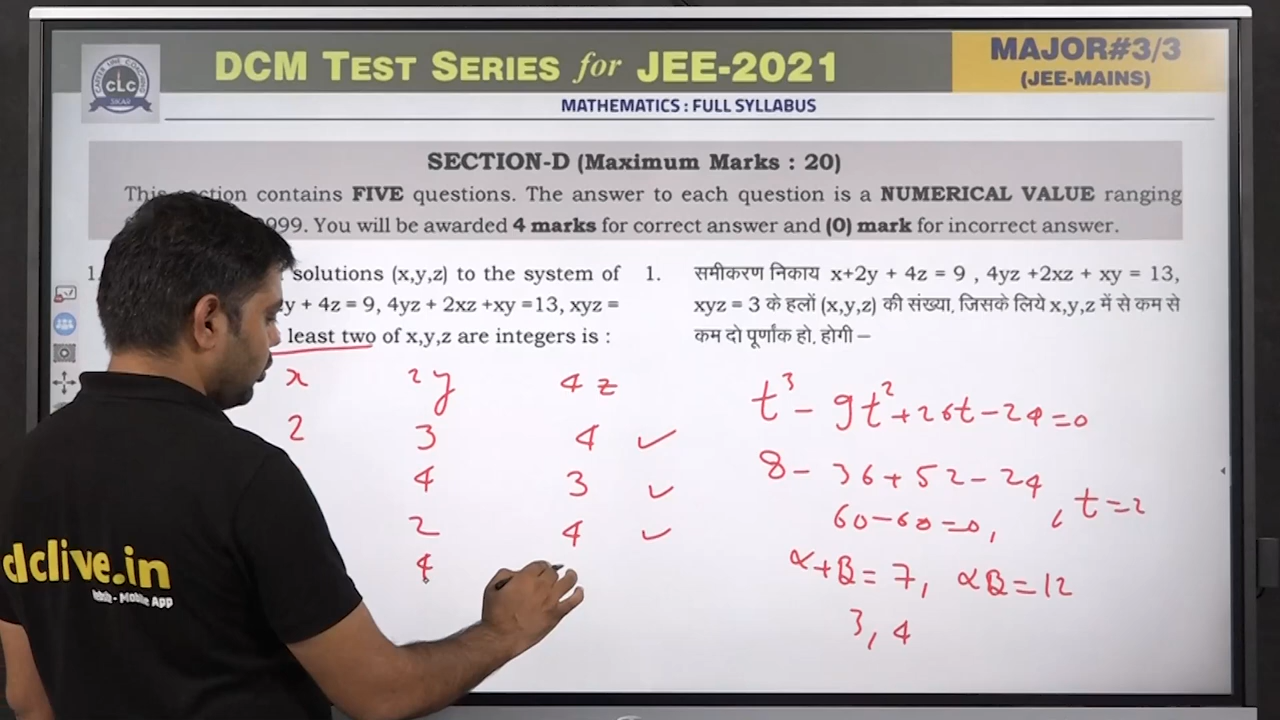 DCM TEST SERIES for JEE-2021
MAJOR#3/3
(JEE-MAINS)
CLC
SIKAR
MATHEMATICS : FULL SYLLABUS
SECTION-D (Maximum Marks : 20)
This section contains FIVE questions. The answer to each question is a NUMERICAL VALUE ranging
999. You will be awarded 4 marks for correct answer and (0) mark for incorrect answer.
1.
solutions (x,y,z) to the system of
+ 4z = 9, 4yz + 2xz +xy =13, xyz =
least two of x,y,z are integers is :
1. समीकरण निकाय x+2y + 4z = 9 , 4yz +2xz + xy = 13,
xyz = 3 के हलों (x,y,z) की संख्या, जिसके लिये x,y,z में से कम से
कम दो पूर्णांक हो, होगी –
x 2y 4z
2 3 4 ✓
4 3 ✓
2 4 ✓
4
t³ - 9t² + 26t - 24 = 0
8 - 36 + 52 - 24
60 - 60 = 0, , t = 2
α + β = 7, αβ = 12
3, 4
dclive.in
Mobile App